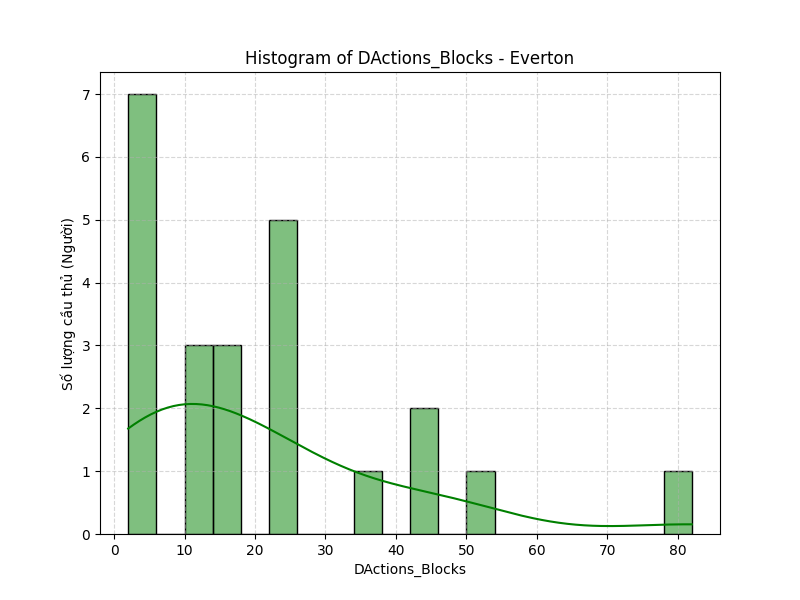 Histogram of DActions_Blocks - Everton
Số lượng cầu thủ (Người)
7
6
5
4
3
2
1
0
0 10 20 30 40 50 60 70 80
DActions_Blocks